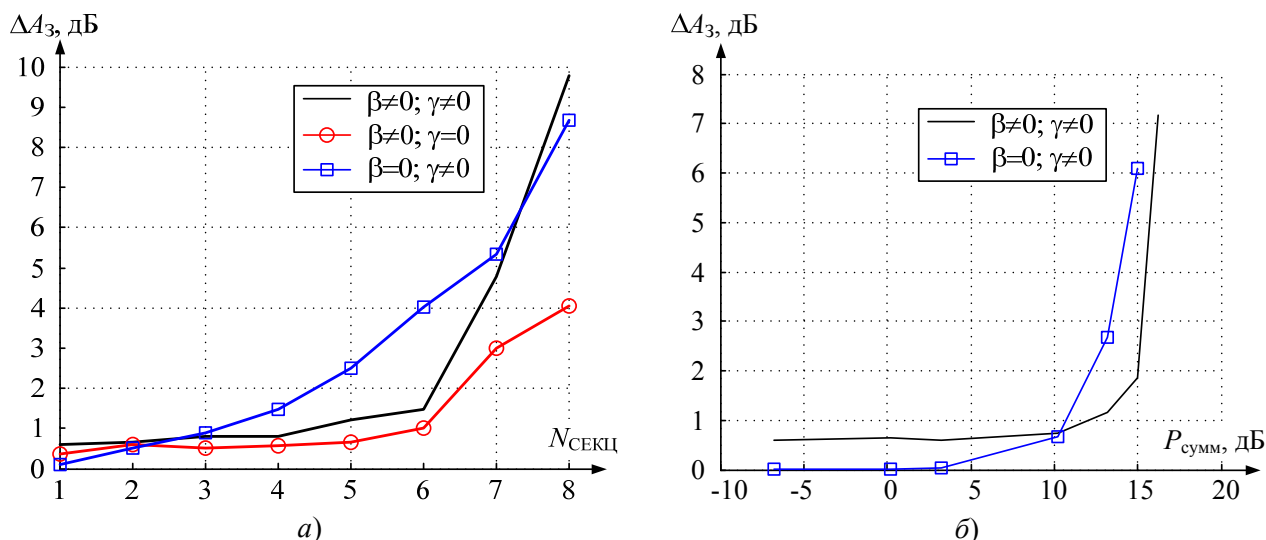 ΔA_З, дБ
10
9
8
7
6
5
4
3
2
1
0
β≠0; γ≠0
β≠0; γ=0
β=0; γ≠0
N_СЕКЦ
1 2 3 4 5 6 7 8
а)
ΔA_З, дБ
8
7
6
5
4
3
2
1
0
β≠0; γ≠0
β=0; γ≠0
P_сумм, дБ
-10 -5 0 5 10 15 20
б)